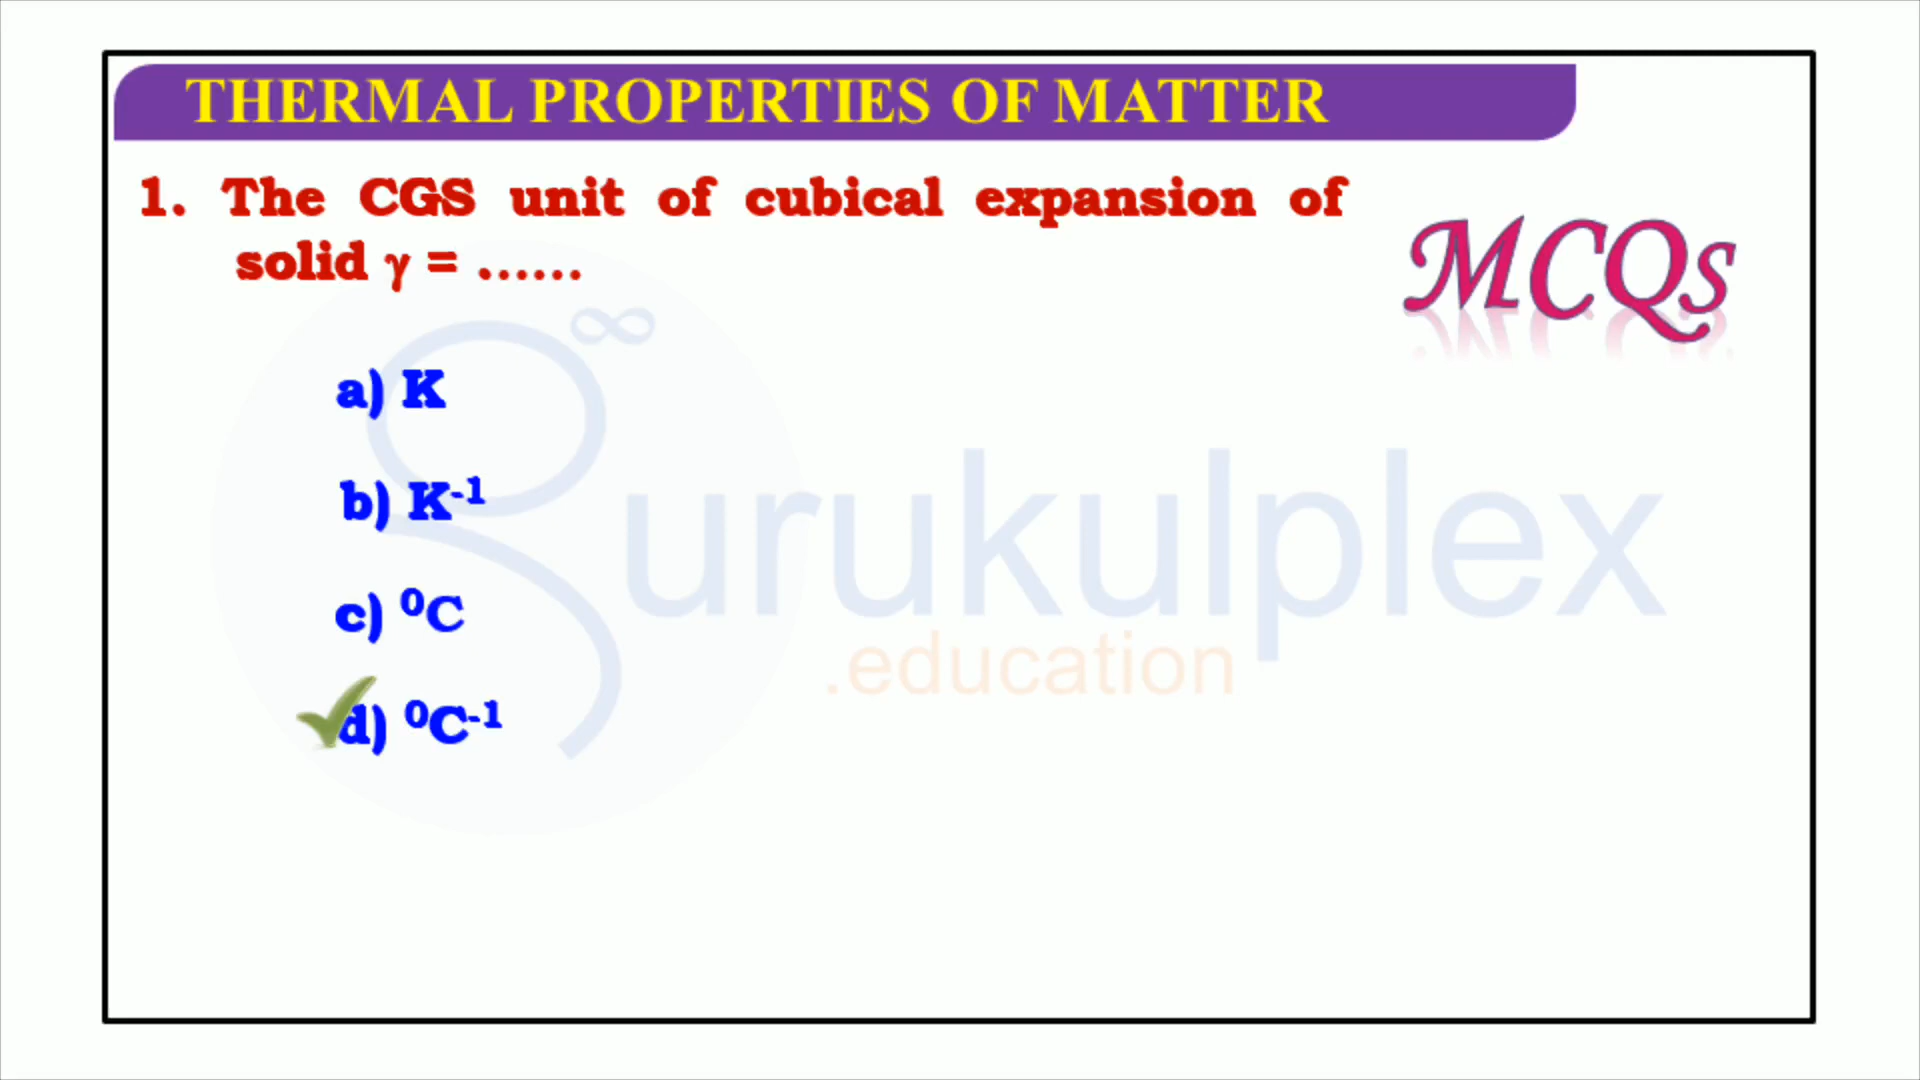 THERMAL PROPERTIES OF MATTER
1. The CGS unit of cubical expansion of
solid γ = ......
MCQs
a) K
b) K⁻¹
c) ⁰C
d) ⁰C⁻¹
gurukulplex
.education